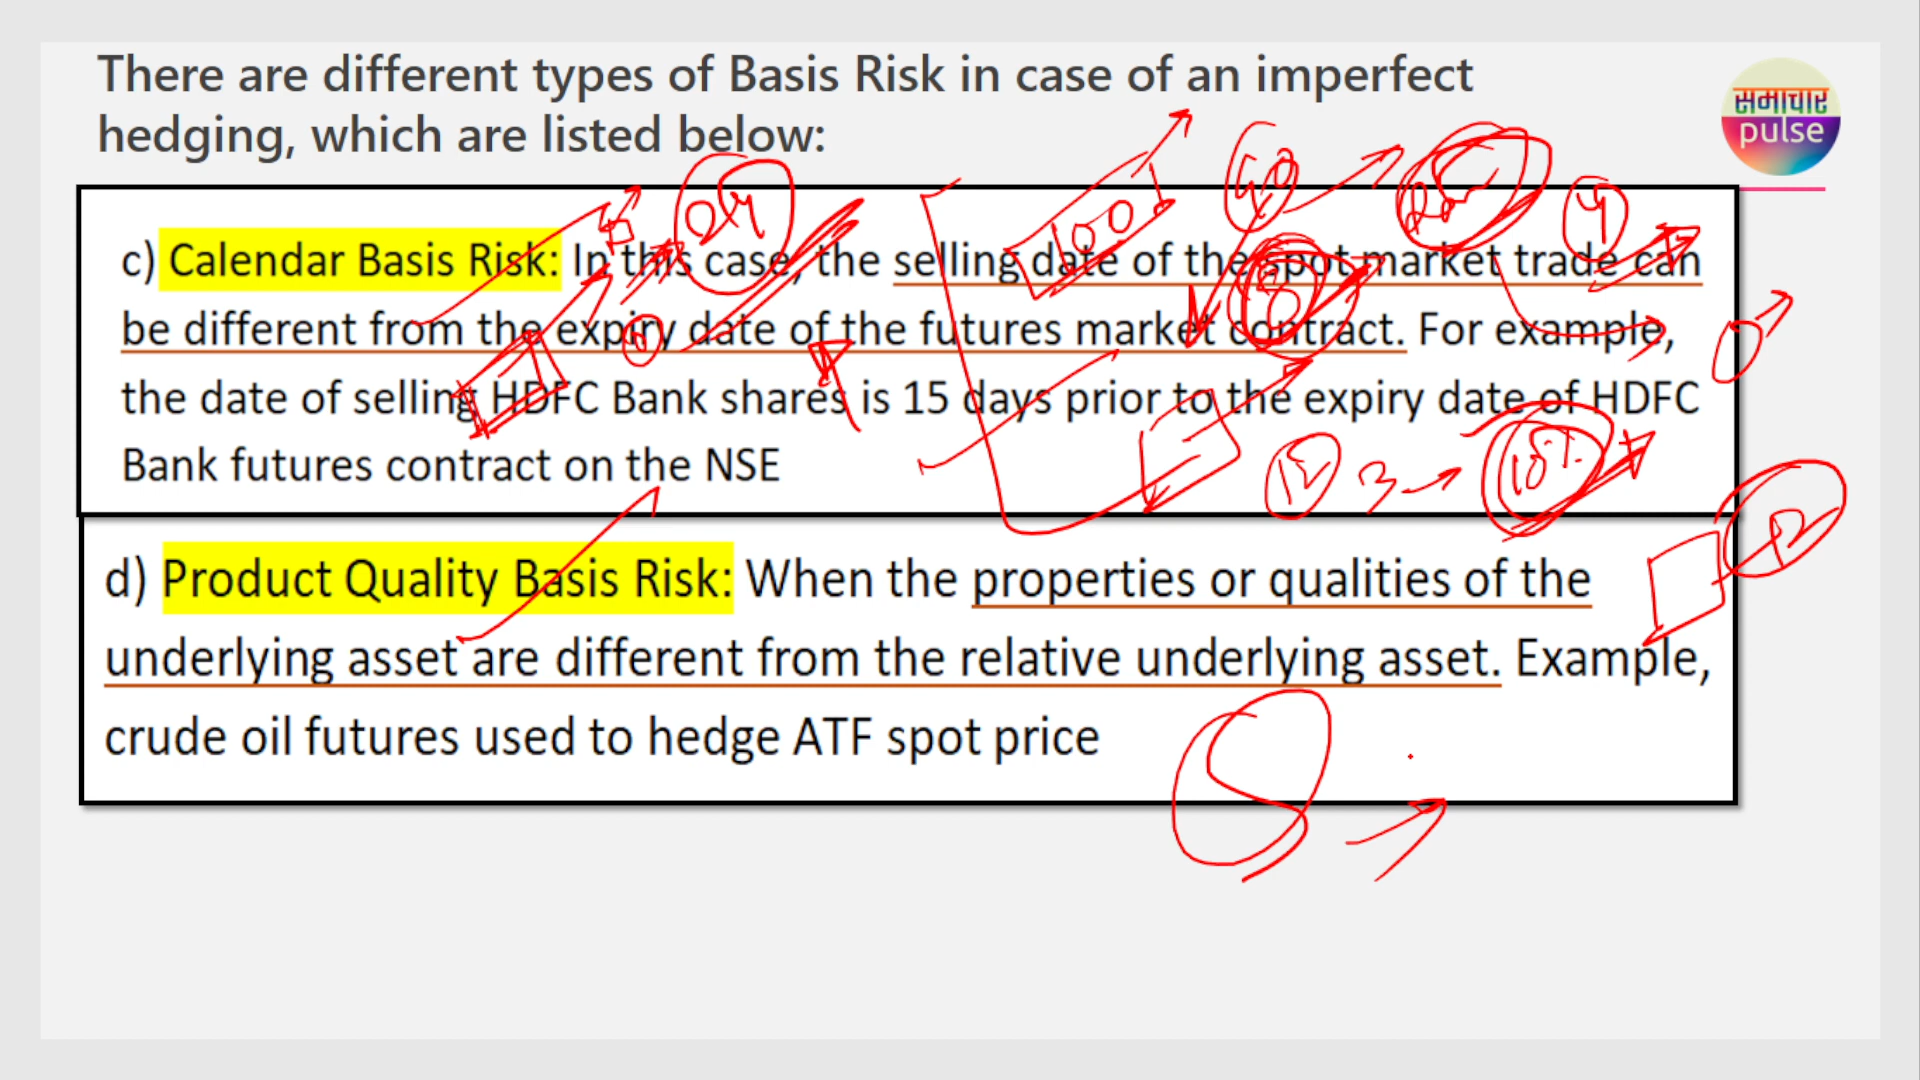 There are different types of Basis Risk in case of an imperfect
hedging, which are listed below:
समाचार
pulse
c) Calendar Basis Risk: In this case, the selling date of the spot market trade can
be different from the expiry date of the futures market contract. For example,
the date of selling HDFC Bank shares is 15 days prior to the expiry date of HDFC
Bank futures contract on the NSE
d) Product Quality Basis Risk: When the properties or qualities of the
underlying asset are different from the relative underlying asset. Example,
crude oil futures used to hedge ATF spot price